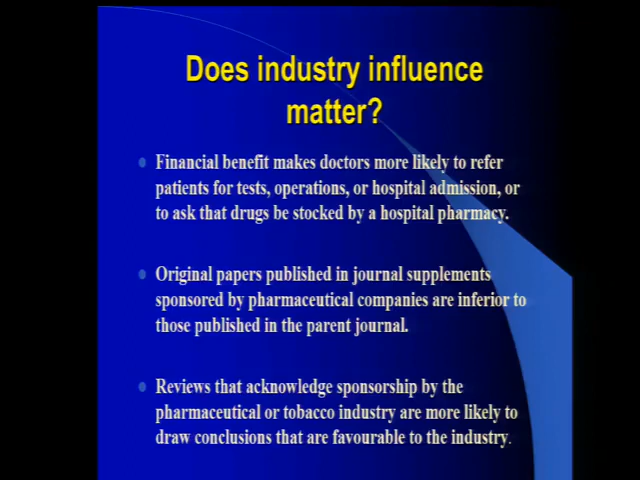 Does industry influence
matter?
Financial benefit makes doctors more likely to refer
patients for tests, operations, or hospital admission, or
to ask that drugs be stocked by a hospital pharmacy.
Original papers published in journal supplements
sponsored by pharmaceutical companies are inferior to
those published in the parent journal.
Reviews that acknowledge sponsorship by the
pharmaceutical or tobacco industry are more likely to
draw conclusions that are favourable to the industry.